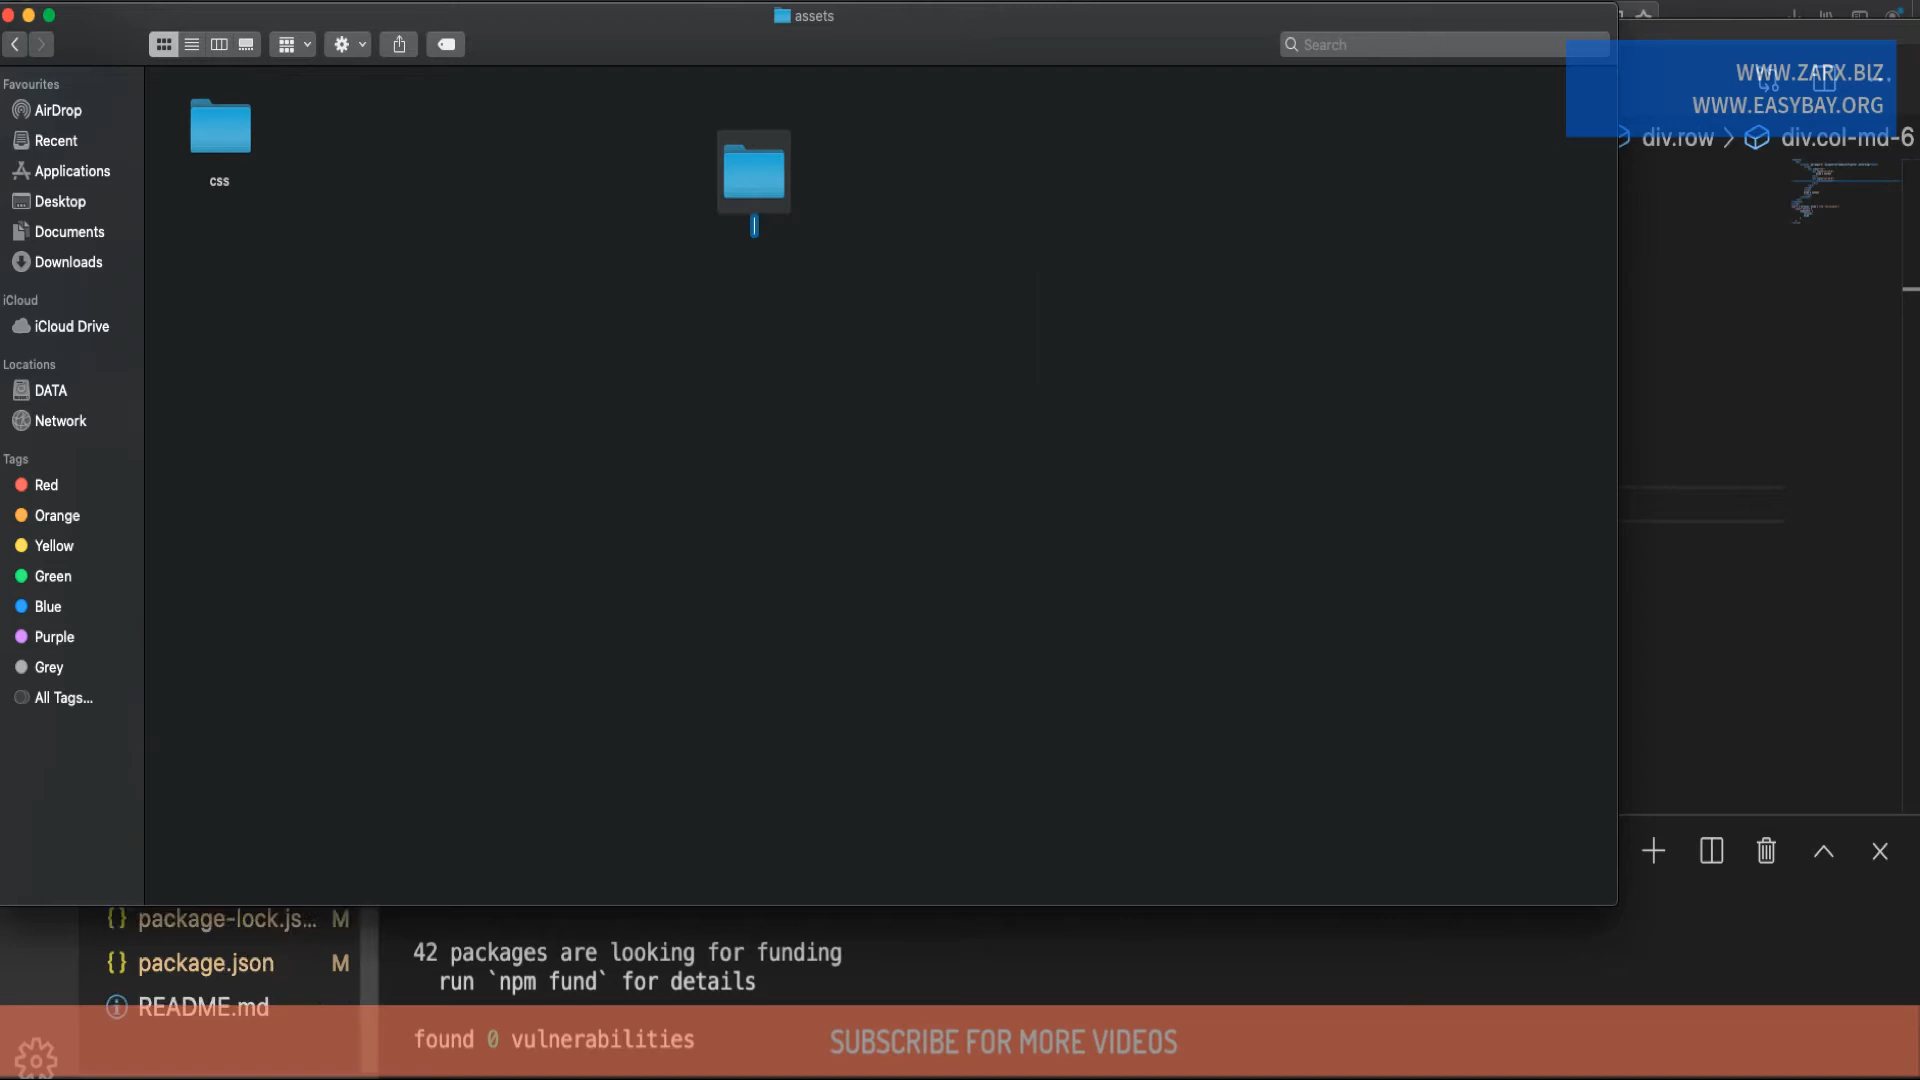 assets
Search
Favourites
AirDrop
Recent
Applications
Desktop
Documents
Downloads
iCloud
iCloud Drive
Locations
DATA
Network
Tags
Red
Orange
Yellow
Green
Blue
Purple
Grey
All Tags...
css
WWW.ZARX.BIZ
WWW.EASYBAY.ORG
div.row > div.col-md-6
{} package-lock.js... M
{} package.json M
README.md
42 packages are looking for funding
run `npm fund` for details
found 0 vulnerabilities
SUBSCRIBE FOR MORE VIDEOS